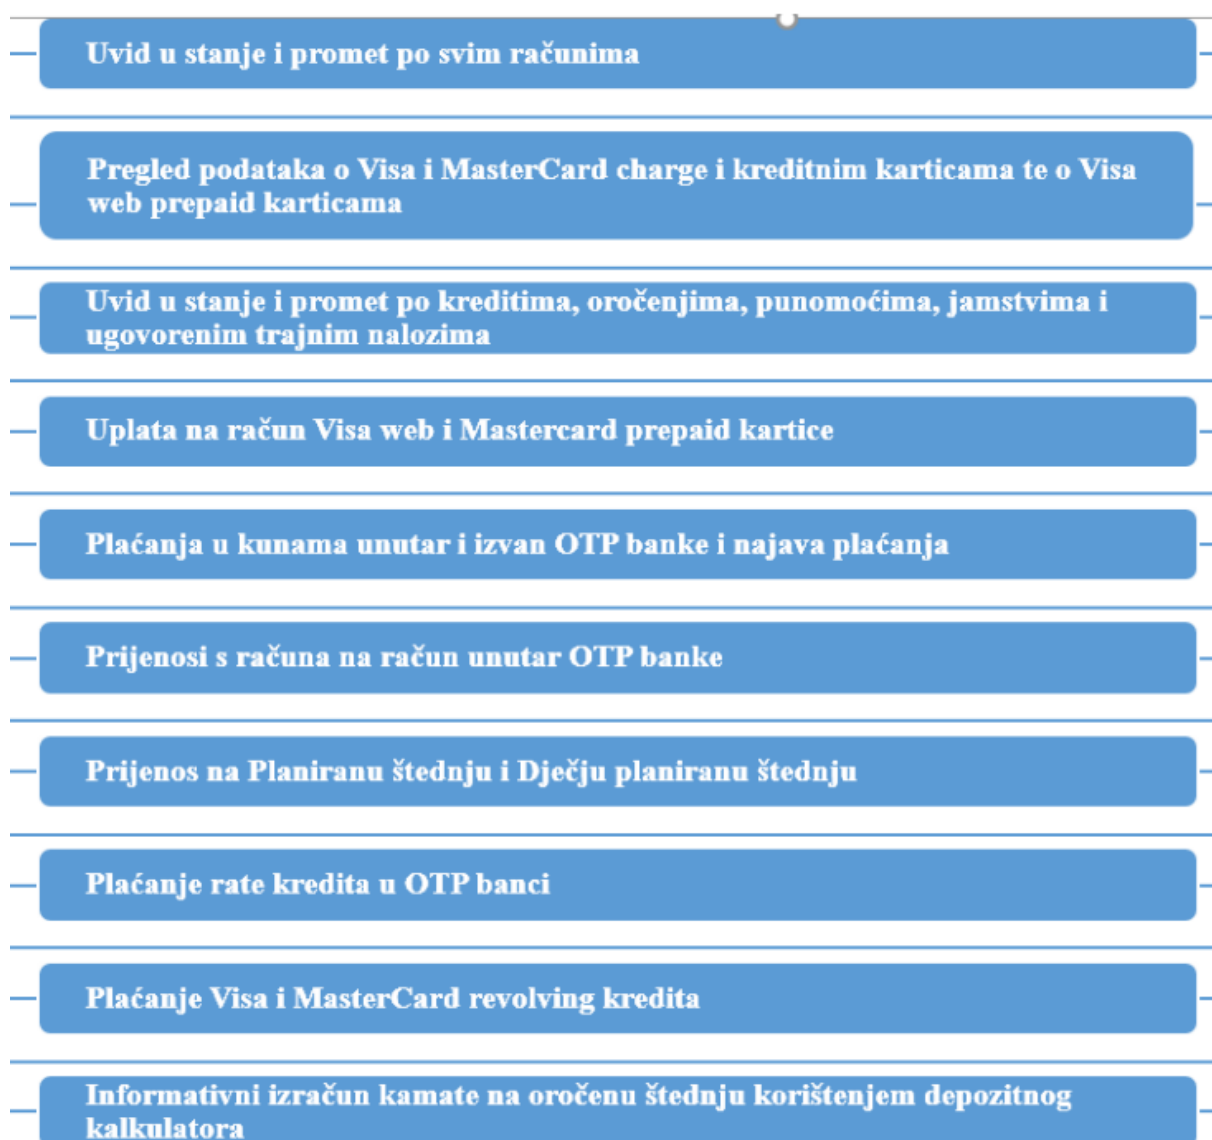 Uvid u stanje i promet po svim računima
Pregled podataka o Visa i MasterCard charge i kreditnim karticama te o Visa
web prepaid karticama
Uvid u stanje i promet po kreditima, oročenjima, punomoćima, jamstvima i
ugovorenim trajnim nalozima
Uplata na račun Visa web i Mastercard prepaid kartice
Plaćanja u kunama unutar i izvan OTP banke i najava plaćanja
Prijenosi s računa na račun unutar OTP banke
Prijenos na Planiranu štednju i Dječju planiranu štednju
Plaćanje rate kredita u OTP banci
Plaćanje Visa i MasterCard revolving kredita
Informativni izračun kamate na oročenu štednju korištenjem depozitnog
kalkulatora